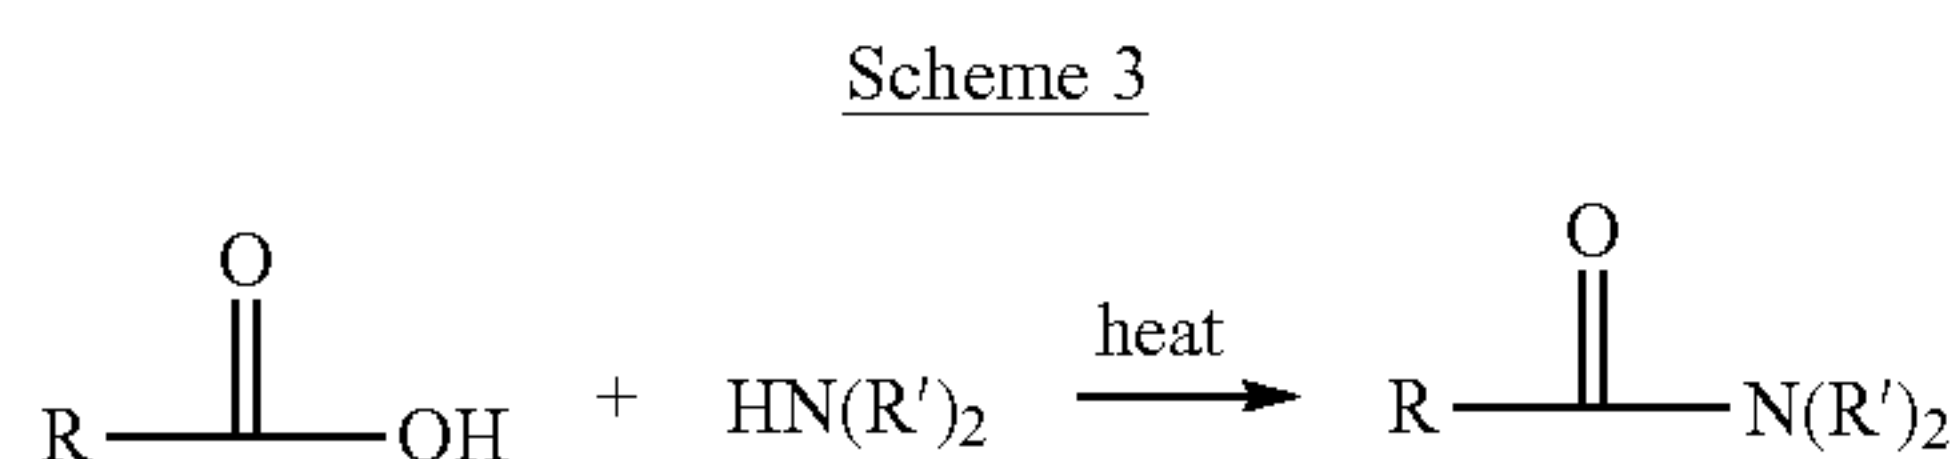 Scheme 3
O
O
heat
R OH + HN(R′)₂ R N(R′)₂